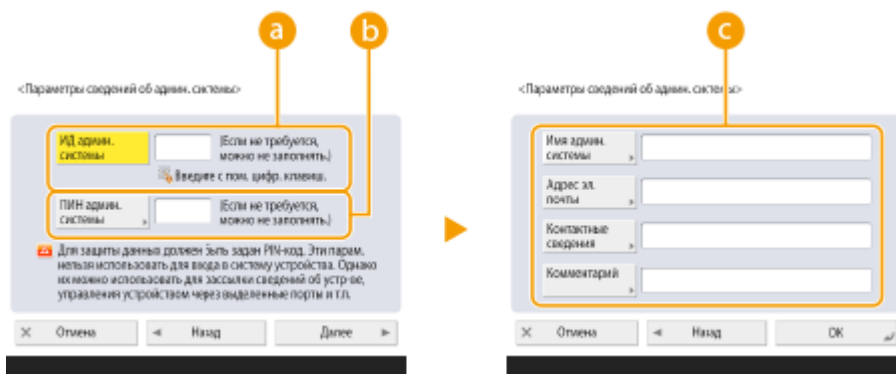 a
b
<Параметры сведений об админ. системы>
ИД админ.
системы
(Если не требуется,
можно не заполнять.)
Введите с пом. цифр. клавиш.
ПИН админ.
системы
(Если не требуется,
можно не заполнять.)
Для защиты данных должен быть задан PIN-код. Эти парам.
нельзя использовать для входа в систему устройства. Однако
их можно использовать для рассылки сведений об устр-ве,
управления устройством через выделенные порты и т.п.
Отмена
Назад
Далее
c
<Параметры сведений об админ. системы>
Имя админ.
системы
Адрес эл.
почты
Контактные
сведения
Комментарий
Отмена
Назад
OK